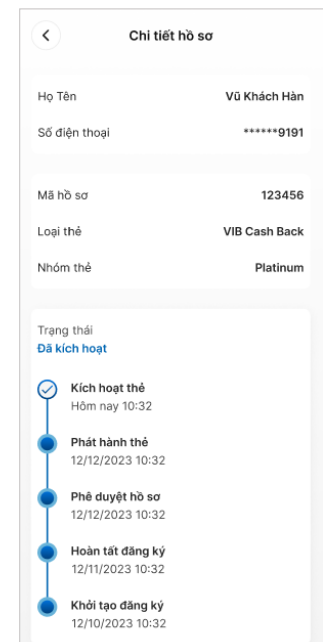 Chi tiết hồ sơ
Họ Tên Vũ Khách Hàn
Số điện thoại ******9191
Mã hồ sơ 123456
Loại thẻ VIB Cash Back
Nhóm thẻ Platinum
Trạng thái
Đã kích hoạt
Kích hoạt thẻ
Hôm nay 10:32
Phát hành thẻ
12/12/2023 10:32
Phê duyệt hồ sơ
12/12/2023 10:32
Hoàn tất đăng ký
12/11/2023 10:32
Khởi tạo đăng ký
12/10/2023 10:32